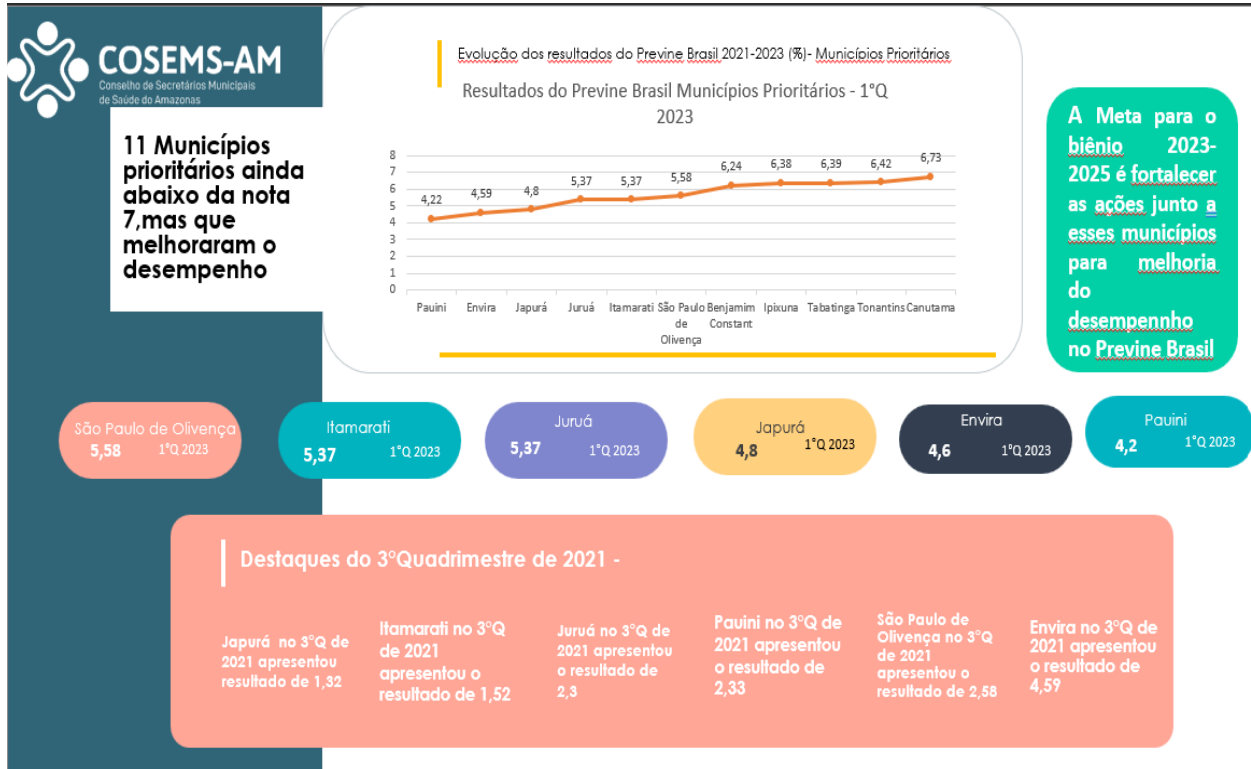 COSEMS-AM
Conselho de Secretários Municipais
de Saúde do Amazonas
11 Municípios
prioritários ainda
abaixo da nota
7,mas que
melhoraram o
desempenho
Evolução dos resultados do Previne Brasil 2021-2023 (%)- Municípios Prioritários
Resultados do Previne Brasil Municípios Prioritários - 1°Q
2023
8
7
6
5
4
3
2
1
0
4,22
4,59
4,8
5,37
5,37
5,58
6,24
6,38
6,39
6,42
6,73
Pauini
Envira
Japurá
Juruá
Itamarati
São Paulo
de
Olivença
Benjamim
Constant
Ipixuna
Tabatinga
Tonantins
Canutama
A Meta para o
biênio 2023-
2025 é fortalecer
as ações junto a
esses municípios
para melhoria
do
desempennho
no Previne Brasil
São Paulo de Olivença
5,58 1°Q 2023
Itamarati
5,37 1°Q 2023
Juruá
5,37 1°Q 2023
Japurá
4,8 1°Q 2023
Envira
4,6 1°Q 2023
Pauini
4,2 1°Q 2023
Destaques do 3°Quadrimestre de 2021 -
Japurá no 3°Q de
2021 apresentou
resultado de 1,32
Itamarati no 3°Q
de 2021
apresentou o
resultado de 1,52
Juruá no 3°Q de
2021 apresentou
o resultado de
2,3
Pauini no 3°Q de
2021 apresentou
o resultado de
2,33
São Paulo de
Olivença no 3°Q
de 2021
apresentou o
resultado de 2,58
Envira no 3°Q de
2021 apresentou
o resultado de
4,59